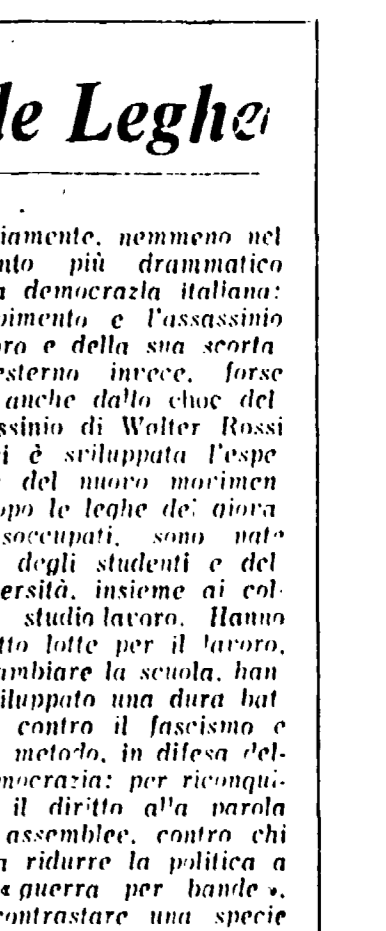 le Leghe
iamente, nemmeno nel
nto più drammatico
a democrazia italiana:
pimento e l'assassinio
oro e della sua scorta
esterno invece, forse
anche dallo choc del
ssinio di Walter Rossi
i è sviluppata l'espe
del nuovo movimen
opo le leghe dei giova
soccupati, sono nate
degli studenti e del
ersità, insieme ai col-
studio lavoro. Hanno
tto lotte per il lavoro,
ambiare la scuola, han
iluppato una dura bat
contro il fascismo e
metodo, in difesa del-
mocrazia: per riconqui-
il diritto alla parola
assemblee, contro chi
a ridurre la politica a
« guerra per bande »,
contrastare una specie